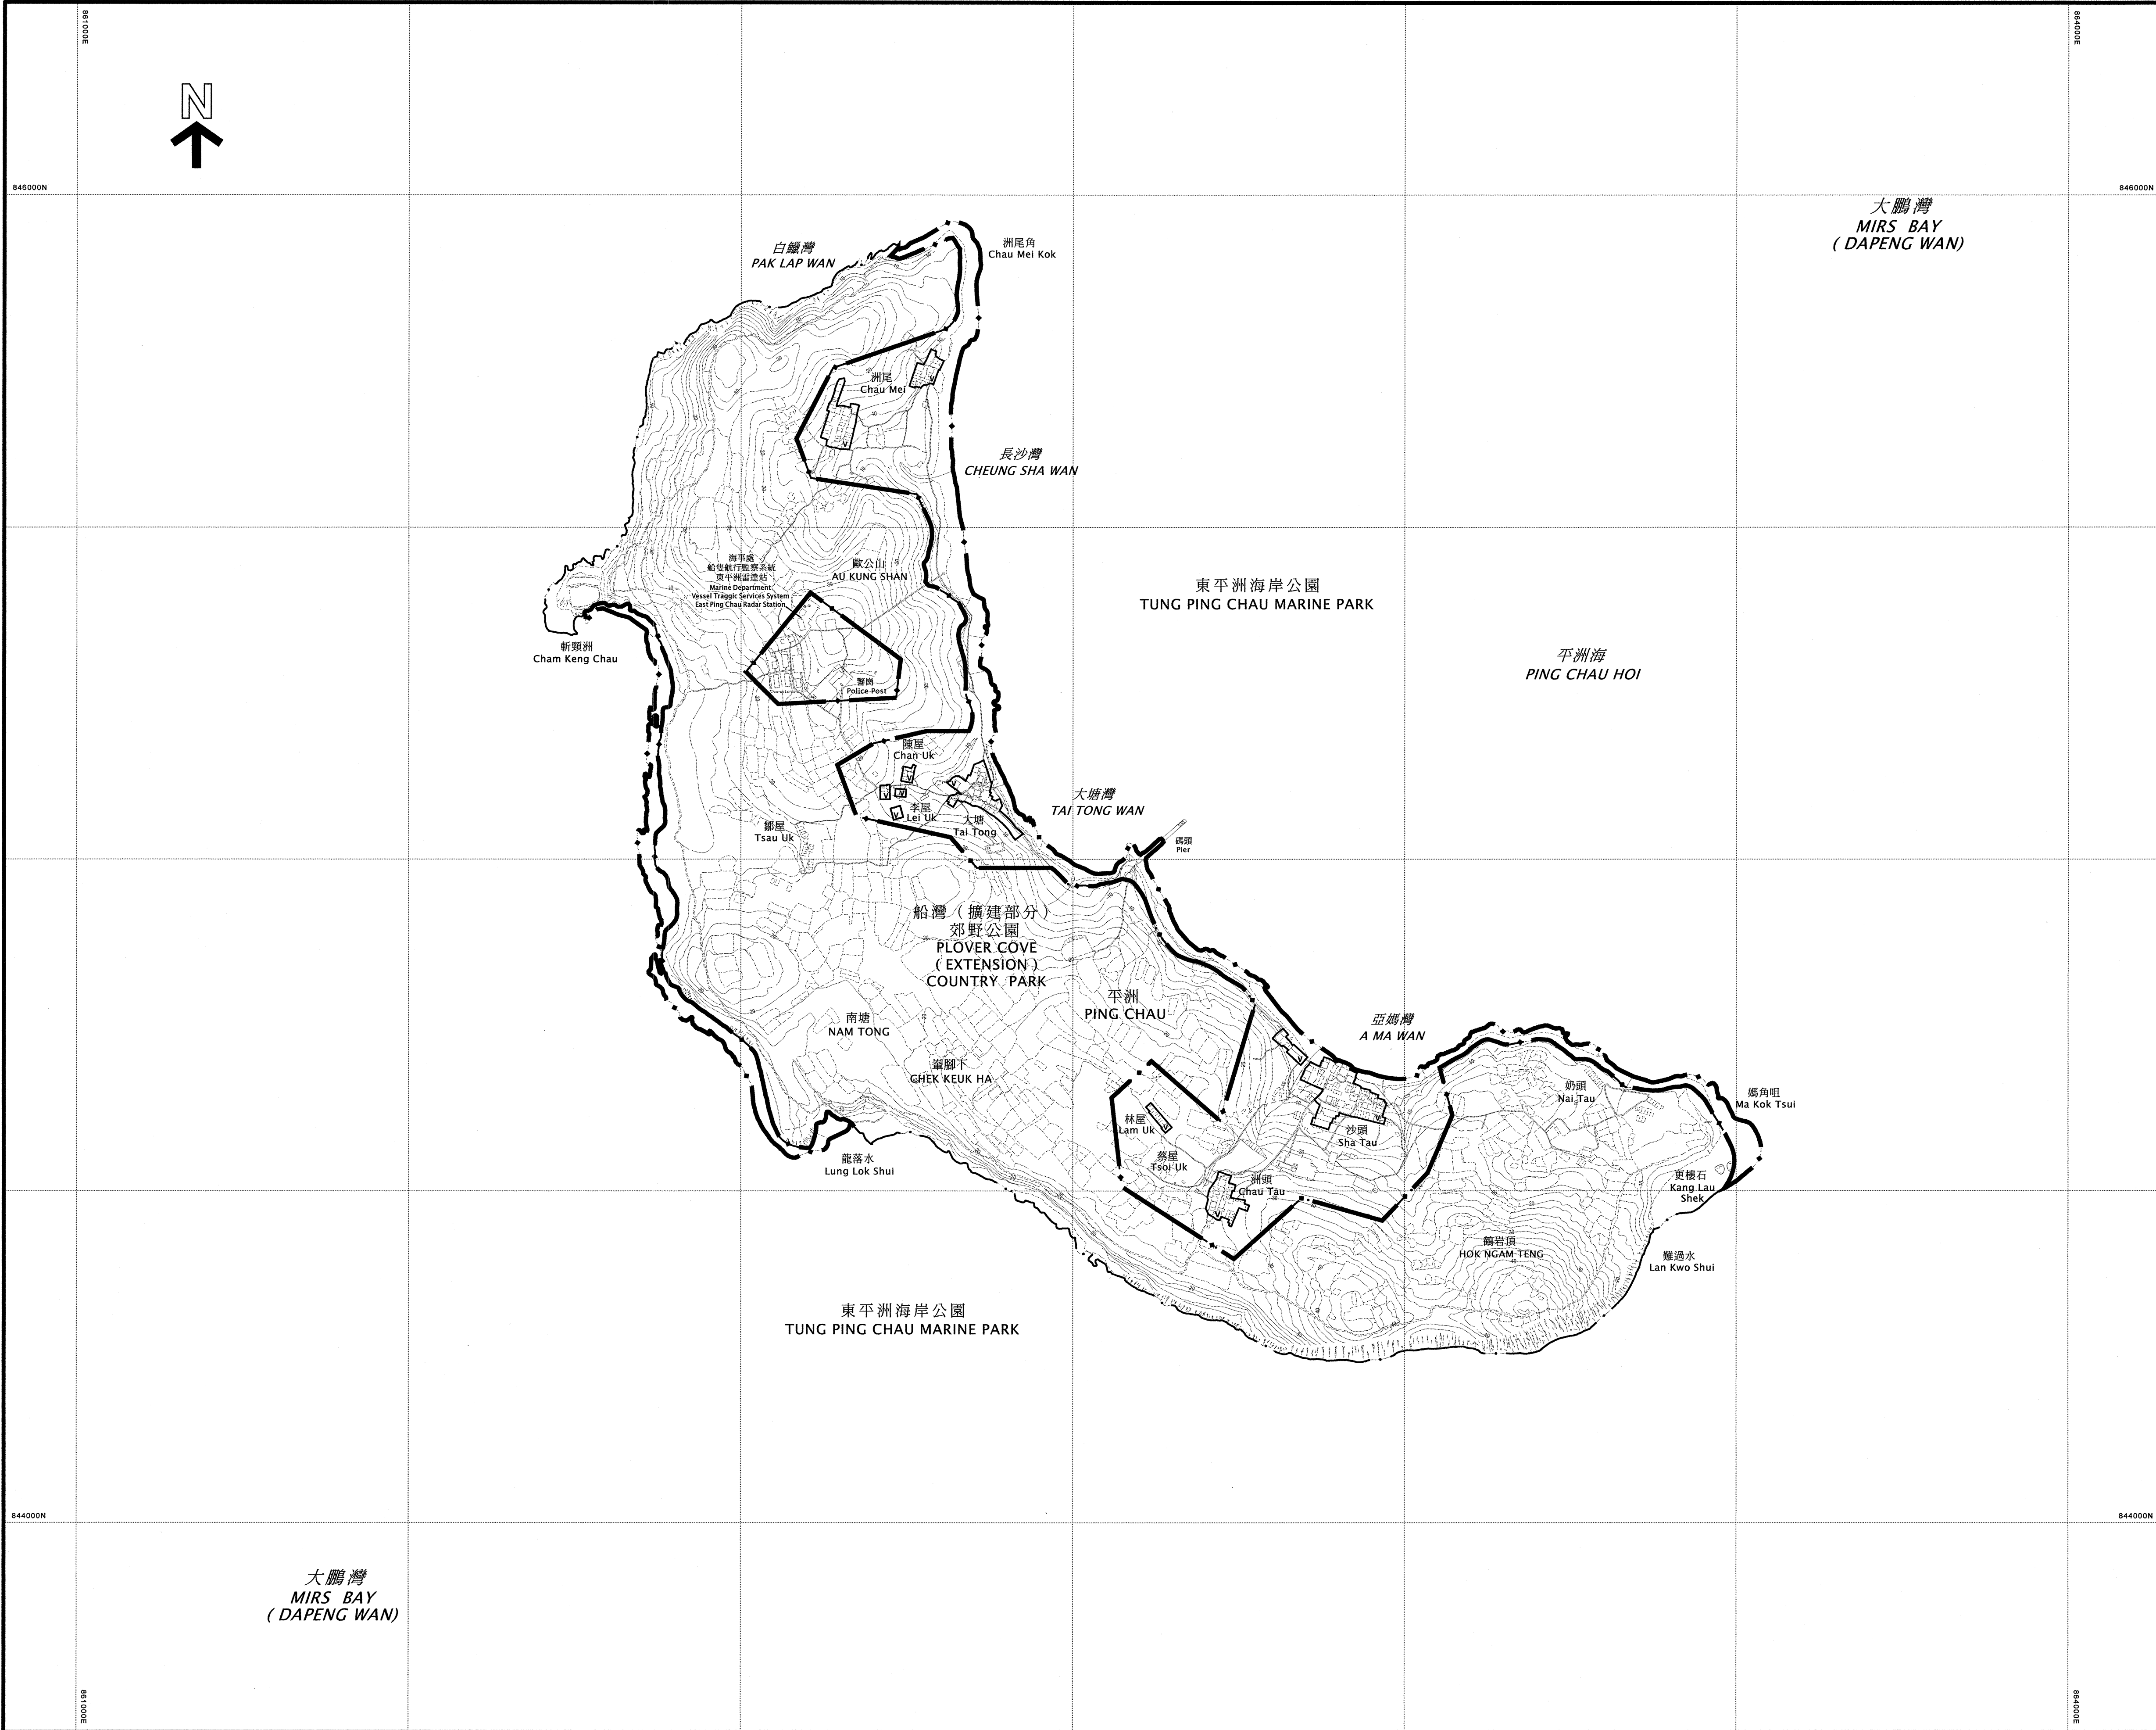 861000E
864000E
N
846000N
846000N
大鵬灣
MIRS BAY
( DAPENG WAN)
白鱲灣
PAK LAP WAN
洲尾角
Chau Mei Kok
洲尾
Chau Mei
V
V
長沙灣
CHEUNG SHA WAN
海事處
船隻航行監察系統
東平洲雷達站
Marine Department
Vessel Traggic Services System
East Ping Chau Radar Station
歐公山
AU KUNG SHAN
東平洲海岸公園
TUNG PING CHAU MARINE PARK
斬頸洲
Cham Keng Chau
平洲海
PING CHAU HOI
警崗
Police Post
陳屋
Chan Uk
V
V
V
V
V
李屋
Lei Uk
大塘
Tai Tong
大塘灣
TAI TONG WAN
鄒屋
Tsau Uk
碼頭
Pier
船灣（擴建部分）
郊野公園
PLOVER COVE
( EXTENSION )
COUNTRY PARK
平洲
PING CHAU
南塘
NAM TONG
亞媽灣
A MA WAN
CHEK KEUK HA
奶頭
Nai Tau
媽角咀
Ma Kok Tsui
林屋
Lam Uk
V
V
V
沙頭
Sha Tau
龍落水
Lung Lok Shui
蔡屋
Tsoi Uk
洲頭
Chau Tau
V
更樓石
Kang Lau
Shek
鶴岩頂
HOK NGAM TENG
難過水
Lan Kwo Shui
東平洲海岸公園
TUNG PING CHAU MARINE PARK
844000N
844000N
大鵬灣
MIRS BAY
( DAPENG WAN)
861000E
864000E